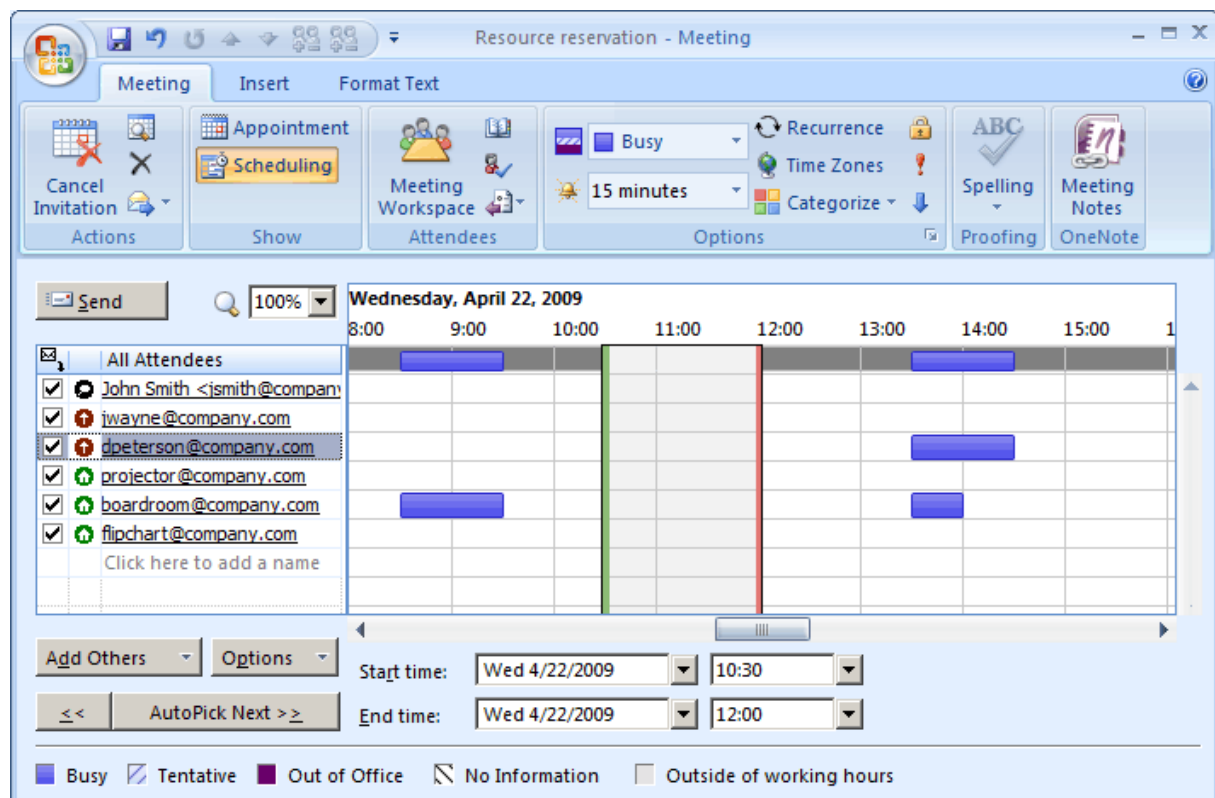 Resource reservation - Meeting
Meeting Insert Format Text
Cancel Invitation
Actions
Appointment
Scheduling
Show
Meeting Workspace
Attendees
Busy
15 minutes
Recurrence
Time Zones
Categorize
Options
ABC
Spelling
Proofing
Meeting Notes
OneNote
Send
100%
Wednesday, April 22, 2009
8:00 9:00 10:00 11:00 12:00 13:00 14:00 15:00 1
All Attendees
John Smith <jsmith@company
jwayne@company.com
dpeterson@company.com
projector@company.com
boardroom@company.com
flipchart@company.com
Click here to add a name
Add Others Options
<< AutoPick Next >>
Start time: Wed 4/22/2009 10:30
End time: Wed 4/22/2009 12:00
Busy Tentative Out of Office No Information Outside of working hours